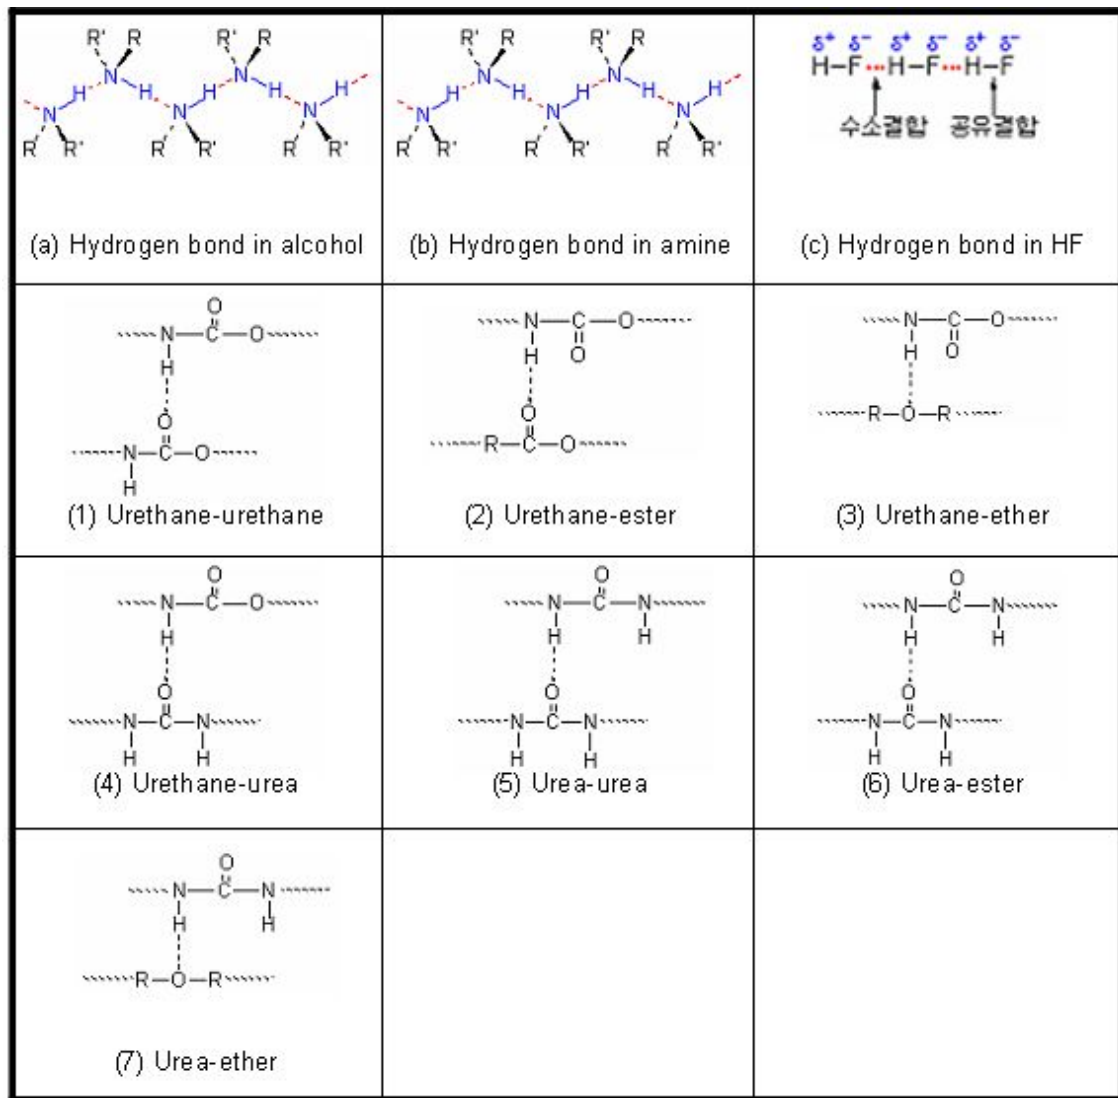 R' R R' R
N H N H
N H N H N H
R R' R R' R R'
(a) Hydrogen bond in alcohol
R' R R' R
N H N H
N H N H N H
R R' R R' R R'
(b) Hydrogen bond in amine
δ+ δ− δ+ δ− δ+ δ−
H–F···H–F···H–F
수소결합 공유결합
(c) Hydrogen bond in HF
O
N C O
H
O
N C O
H
(1) Urethane-urethane
N C O
H O
O
R C O
(2) Urethane-ester
N C O
H O
R–O–R
(3) Urethane-ether
O
N C O
H
O
N C N
H H
(4) Urethane-urea
O
N C N
H H
O
N C N
H H
(5) Urea-urea
O
N C N
H H
O
N C N
H H
(6) Urea-ester
O
N C N
H H
R–O–R
(7) Urea-ether